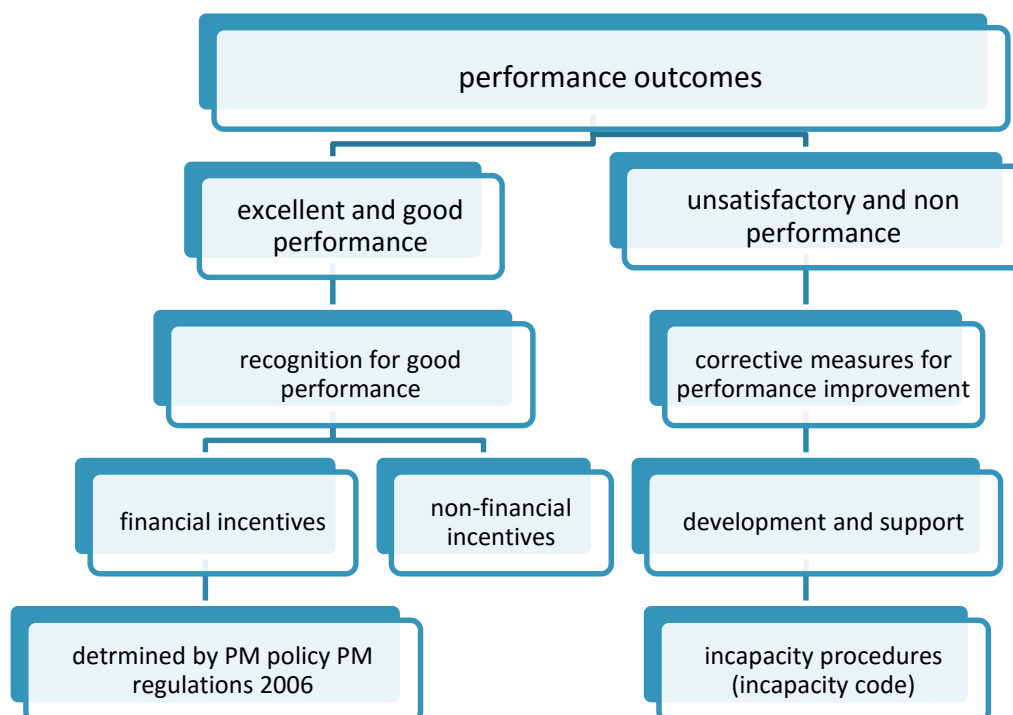 performance outcomes
excellent and good
performance
unsatisfactory and non
performance
recognition for good
performance
corrective measures for
performance improvement
financial incentives
non-financial
incentives
development and support
detrmined by PM policy PM
regulations 2006
incapacity procedures
(incapacity code)